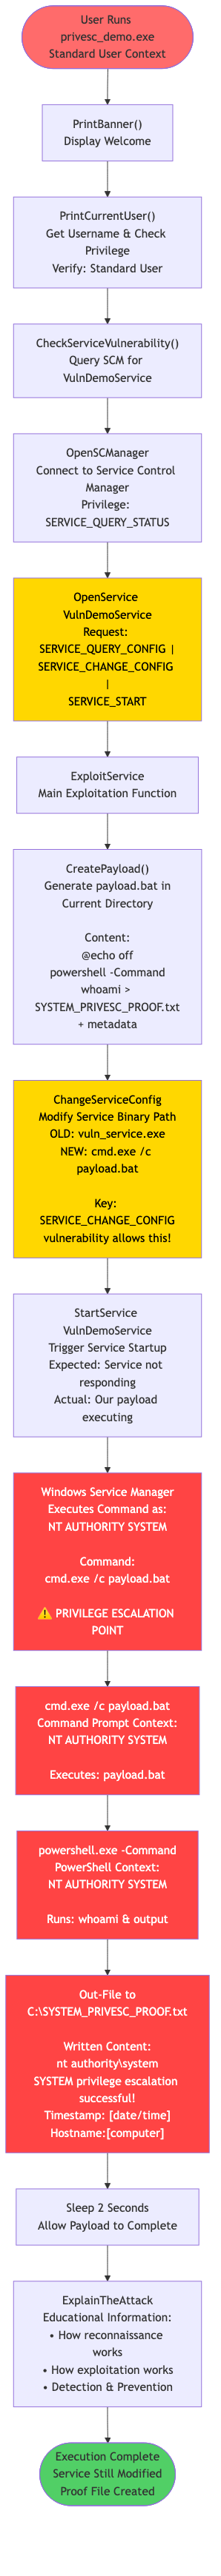 User Runs
privesc_demo.exe
Standard User Context
PrintBanner()
Display Welcome
PrintCurrentUser()
Get Username & Check
Privilege
Verify: Standard User
CheckServiceVulnerability()
Query SCM for
VulnDemoService
OpenSCManager
Connect to Service Control
Manager
Privilege:
SERVICE_QUERY_STATUS
OpenService
VulnDemoService
Request:
SERVICE_QUERY_CONFIG |
SERVICE_CHANGE_CONFIG
|
SERVICE_START
ExploitService
Main Exploitation Function
CreatePayload()
Generate payload.bat in
Current Directory
Content:
@echo off
powershell -Command
whoami >
SYSTEM_PRIVESC_PROOF.txt
+ metadata
ChangeServiceConfig
Modify Service Binary Path
OLD: vuln_service.exe
NEW: cmd.exe /c
payload.bat
Key:
SERVICE_CHANGE_CONFIG
vulnerability allows this!
StartService
VulnDemoService
Trigger Service Startup
Expected: Service not
responding
Actual: Our payload
executing
Windows Service Manager
Executes Command as:
NT AUTHORITY SYSTEM
Command:
cmd.exe /c payload.bat
⚠️ PRIVILEGE ESCALATION
POINT
cmd.exe /c payload.bat
Command Prompt Context:
NT AUTHORITY SYSTEM
Executes: payload.bat
powershell.exe -Command
PowerShell Context:
NT AUTHORITY SYSTEM
Runs: whoami & output
Out-File to
C:\SYSTEM_PRIVESC_PROOF.txt
Written Content:
nt authority\system
SYSTEM privilege escalation
successful!
Timestamp: [date/time]
Hostname:[computer]
Sleep 2 Seconds
Allow Payload to Complete
ExplainTheAttack
Educational Information:
• How reconnaissance
works
• How exploitation works
• Detection & Prevention
Execution Complete
Service Still Modified
Proof File Created